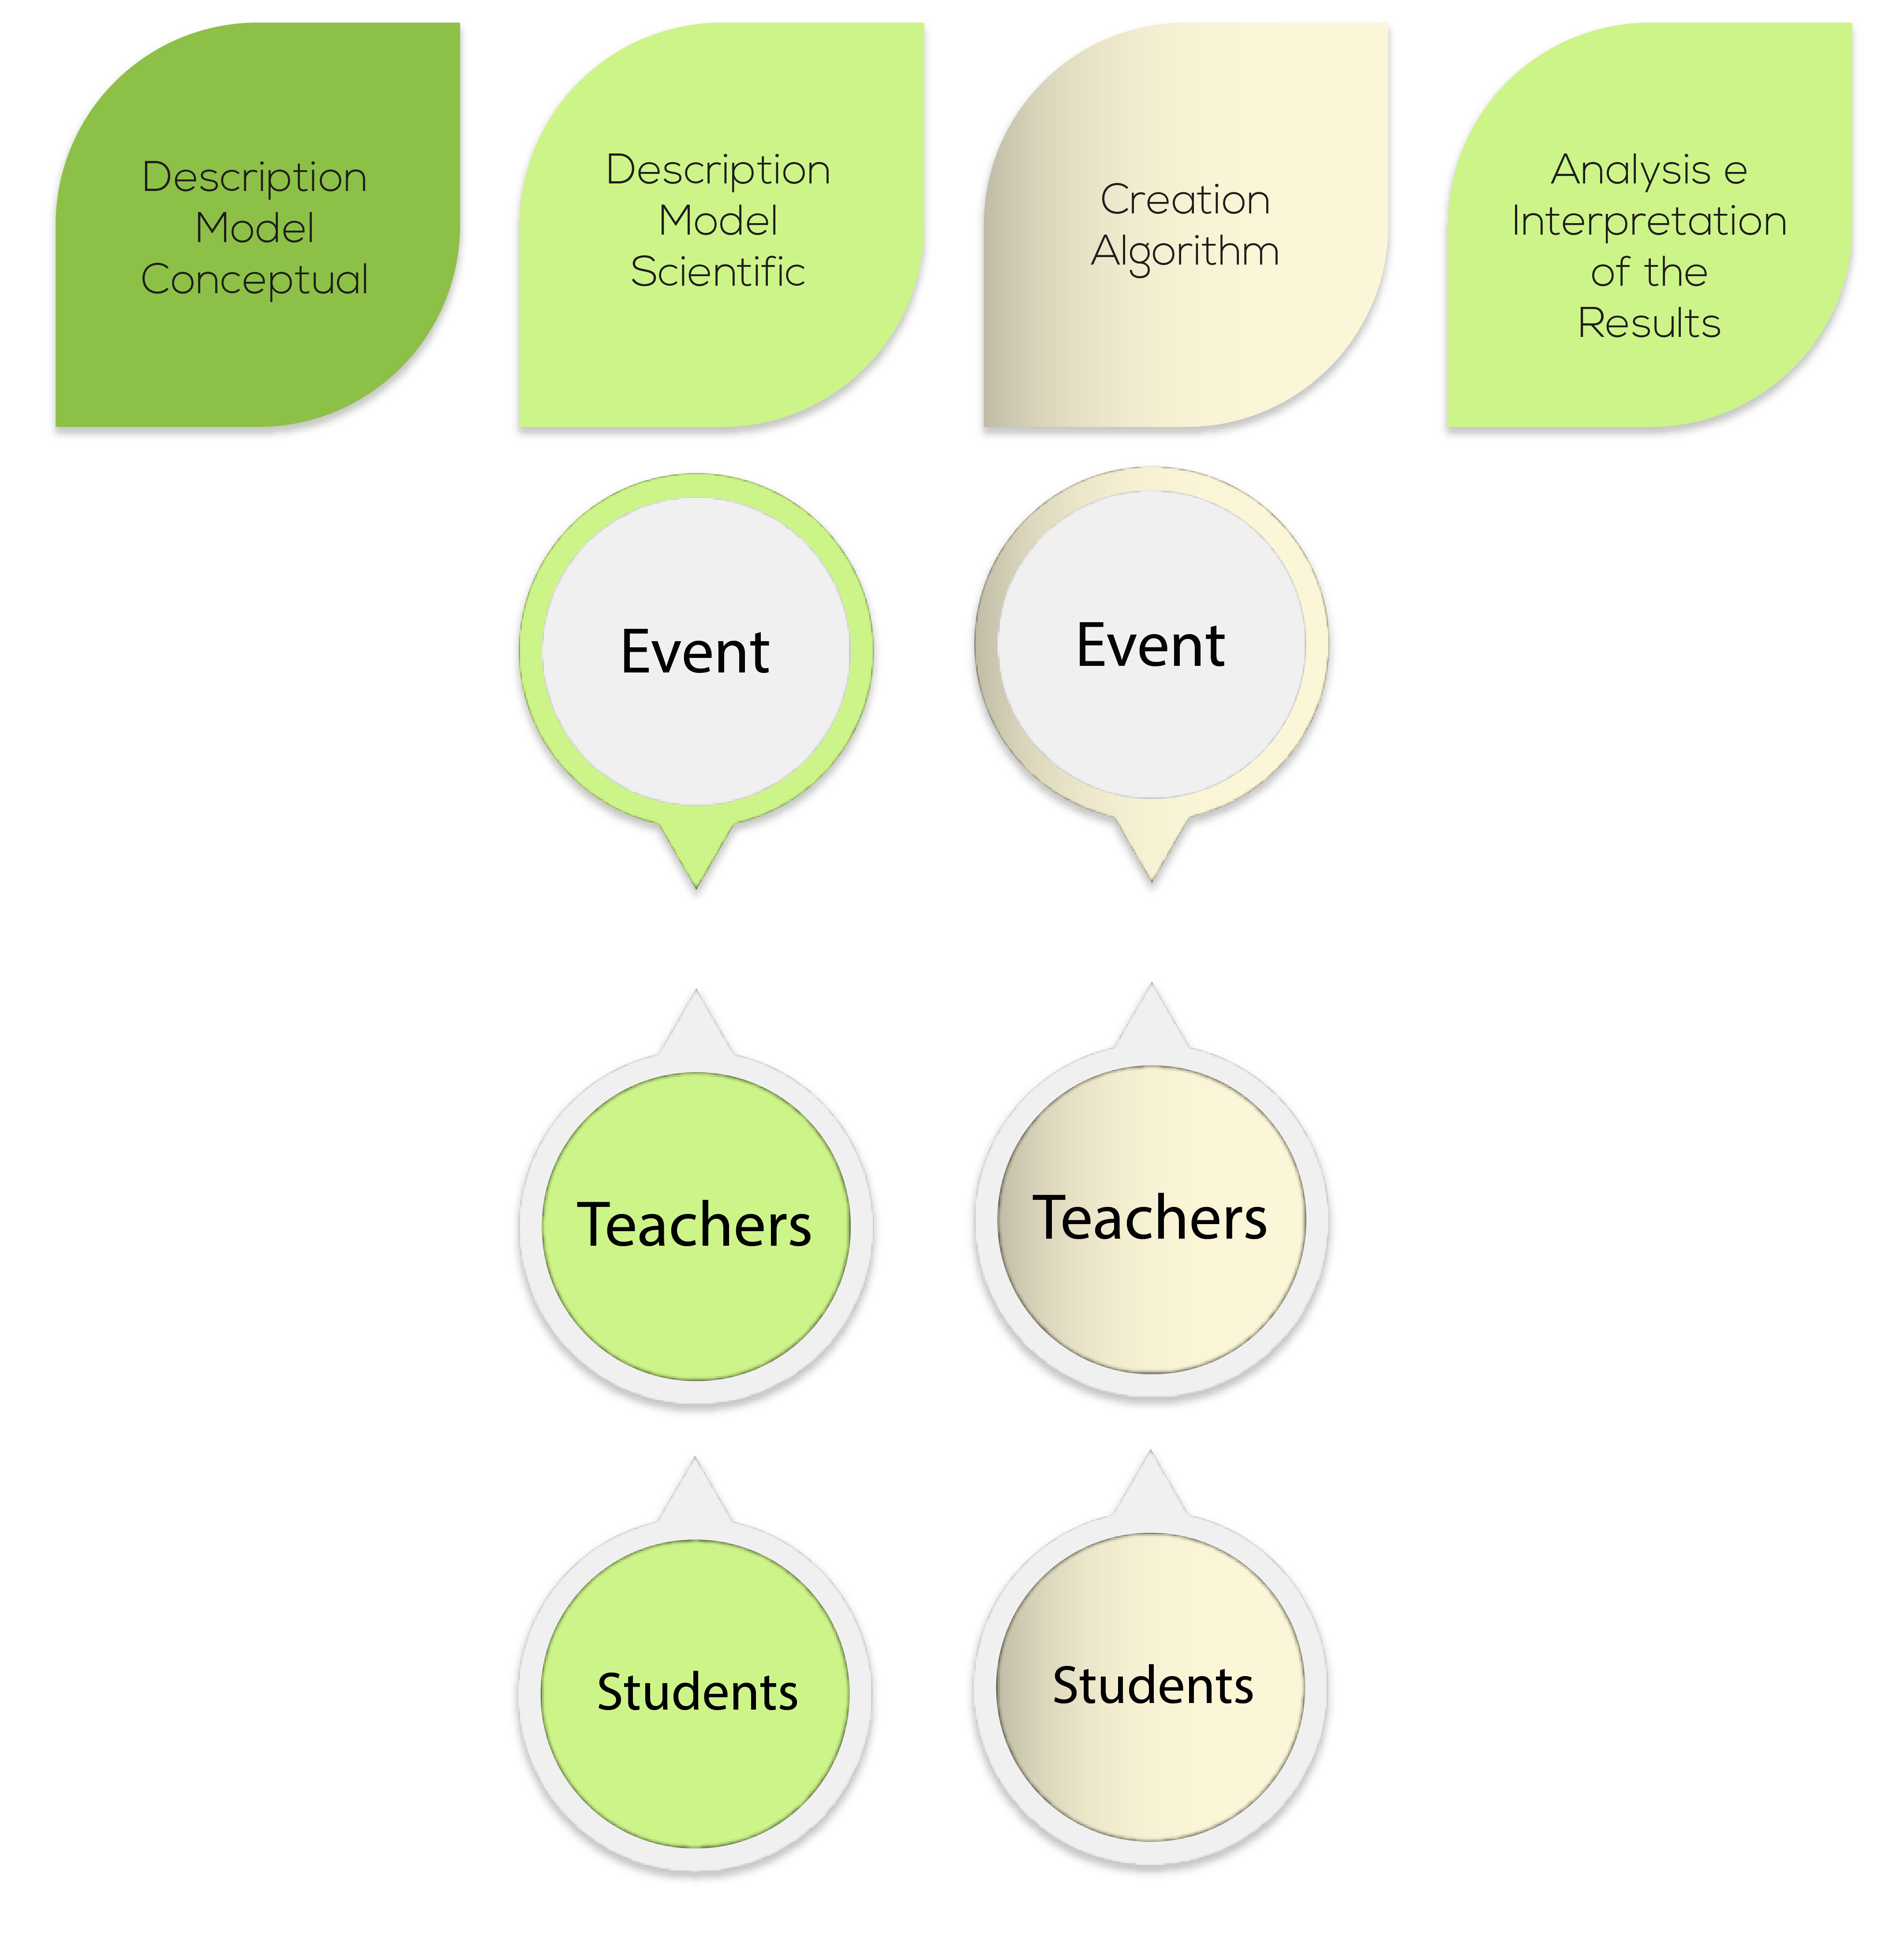 Description
Model
Conceptual
Description
Model
Scientific
Creation
Algorithm
Analysis e
Interpretation
of the
Results
Event
Event
Teachers
Teachers
Students
Students